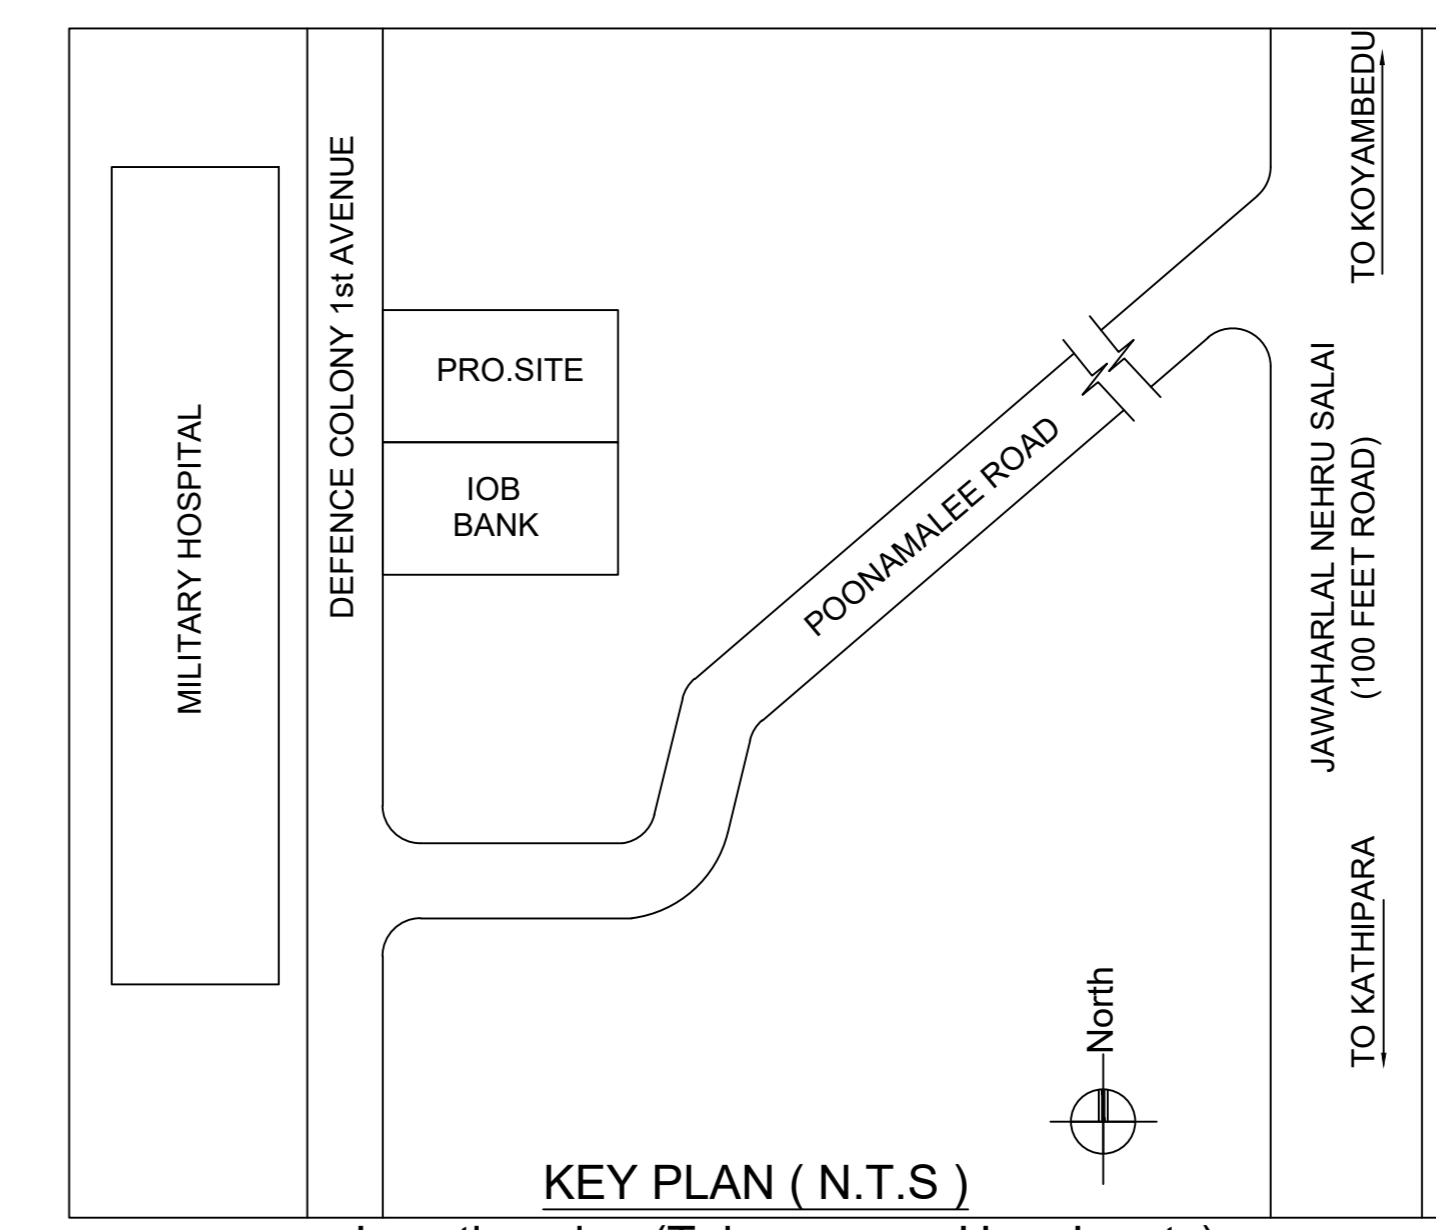 TO KOYAMBEDU
DEFENCE COLONY 1st AVENUE
PRO.SITE
MILITARY HOSPITAL
IOB
BANK
POONAMALEE ROAD
JAWAHARLAL NEHRU SALAI
(100 FEET ROAD)
TO KATHIPARA
North
KEY PLAN ( N.T.S )